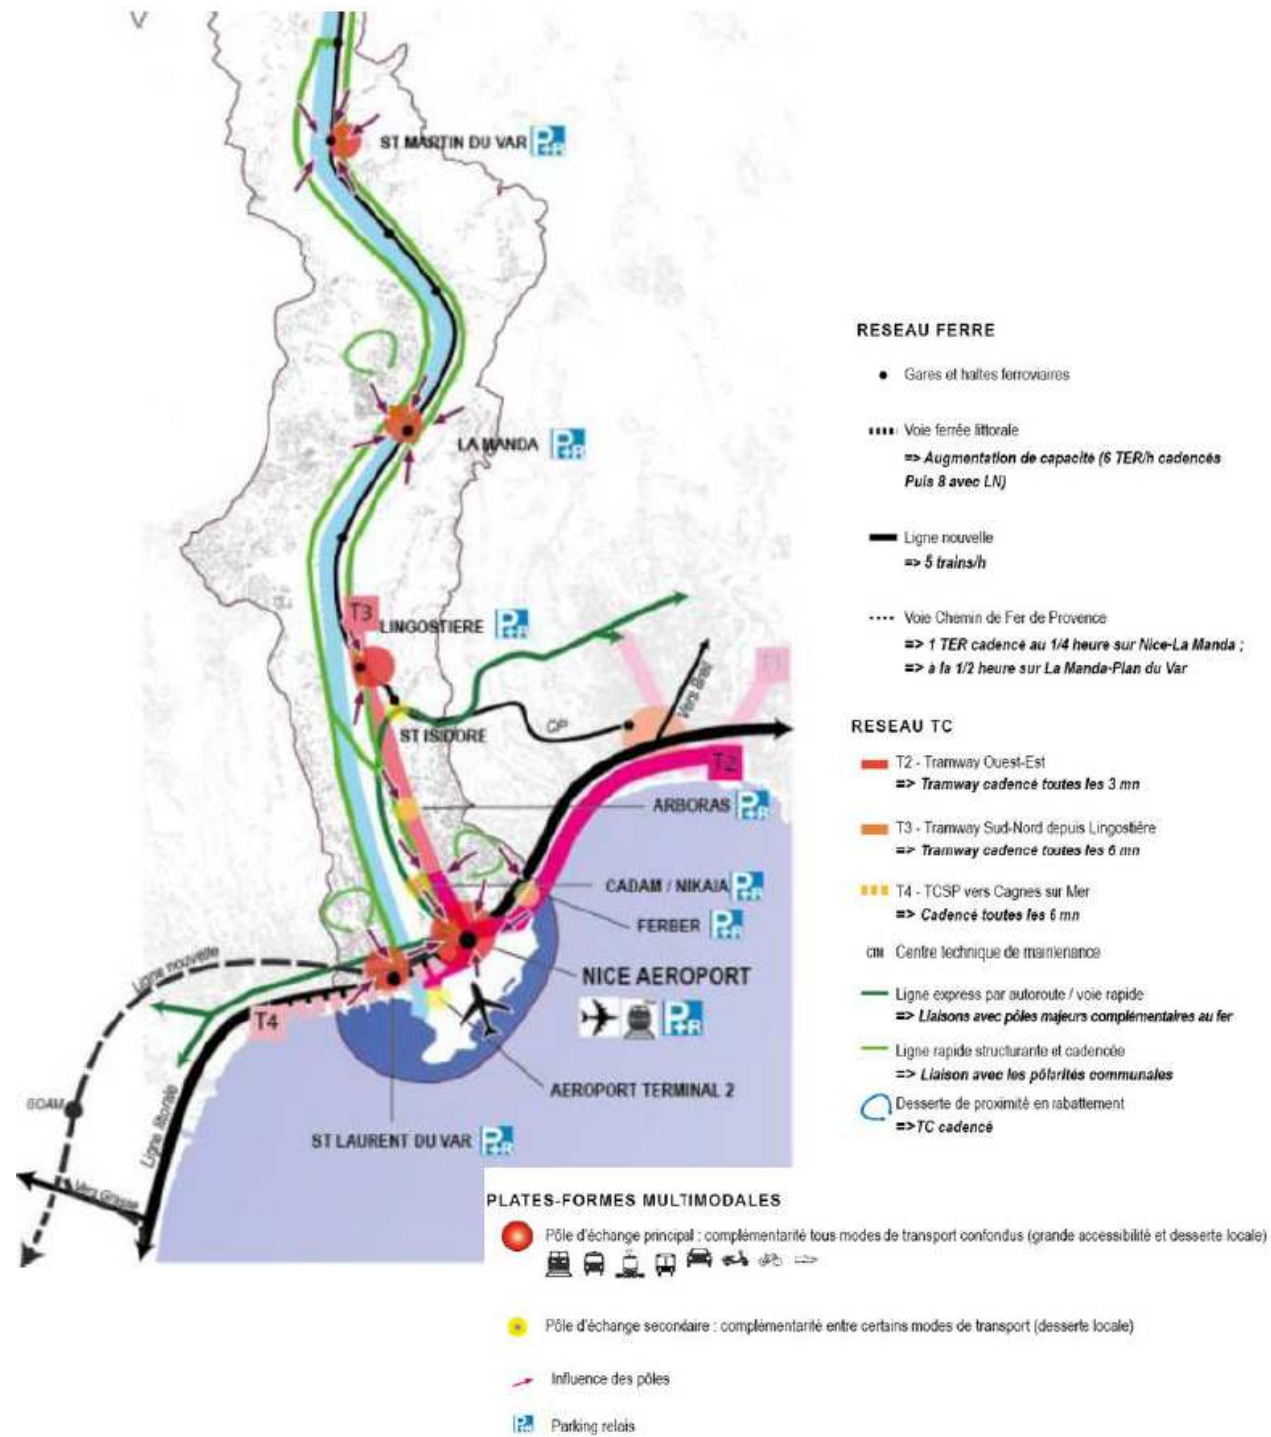 ST MARTIN DU VAR P+R
LA MANDA P+R
T3
LINGOSTIERE P+R
T1
Vers Breil
CP
ST ISIDORE
T2
ARBORAS P+R
CADAM / NIKAIA P+R
FERBER P+R
NICE AEROPORT
P+R
Ligne nouvelle
T4
AEROPORT TERMINAL 2
Ligne littorale
ST LAURENT DU VAR P+R
Vers Grasse
RESEAU FERRE
Gares et haltes ferroviaires
Voie ferrée littorale
=> Augmentation de capacité (6 TER/h cadencés
Puis 8 avec LN)
Ligne nouvelle
=> 5 trains/h
Voie Chemin de Fer de Provence
=> 1 TER cadencé au 1/4 heure sur Nice-La Manda ;
=> à la 1/2 heure sur La Manda-Plan du Var
RESEAU TC
T2 - Tramway Ouest-Est
=> Tramway cadencé toutes les 3 mn
T3 - Tramway Sud-Nord depuis Lingostière
=> Tramway cadencé toutes les 6 mn
T4 - TCSP vers Cagnes sur Mer
=> Cadencé toutes les 6 mn
Centre technique de maintenance
Ligne express par autoroute / voie rapide
=> Liaisons avec pôles majeurs complémentaires au fer
Ligne rapide structurante et cadencée
=> Liaison avec les pôlarités communales
Desserte de proximité en rabattement
=>TC cadencé
PLATES-FORMES MULTIMODALES
Pôle d'échange principal : complémentarité tous modes de transport confondus (grande accessibilité et desserte locale)
Pôle d'échange secondaire : complémentarité entre certains modes de transport (desserte locale)
Influence des pôles
P+R Parking relais